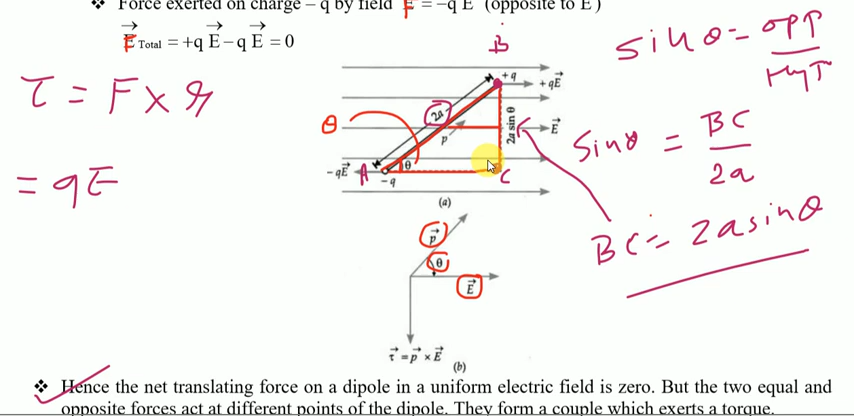 ❖ Force exerted on charge – q by field F = –q E (opposite to E)
F Total = +q E – q E = 0
τ = F × r
= qE
B
+q
+qE
θ
2a
p
2a sin θ
E
-qE
A
θ
C
-q
(a)
p
θ
E
τ = p × E
(b)
sin θ = opp
Hyp
sinθ = BC
2a
BC = 2a sinθ
❖ Hence the net translating force on a dipole in a uniform electric field is zero. But the two equal and
opposite forces act at different points of the dipole. They form a couple which exerts a torque.